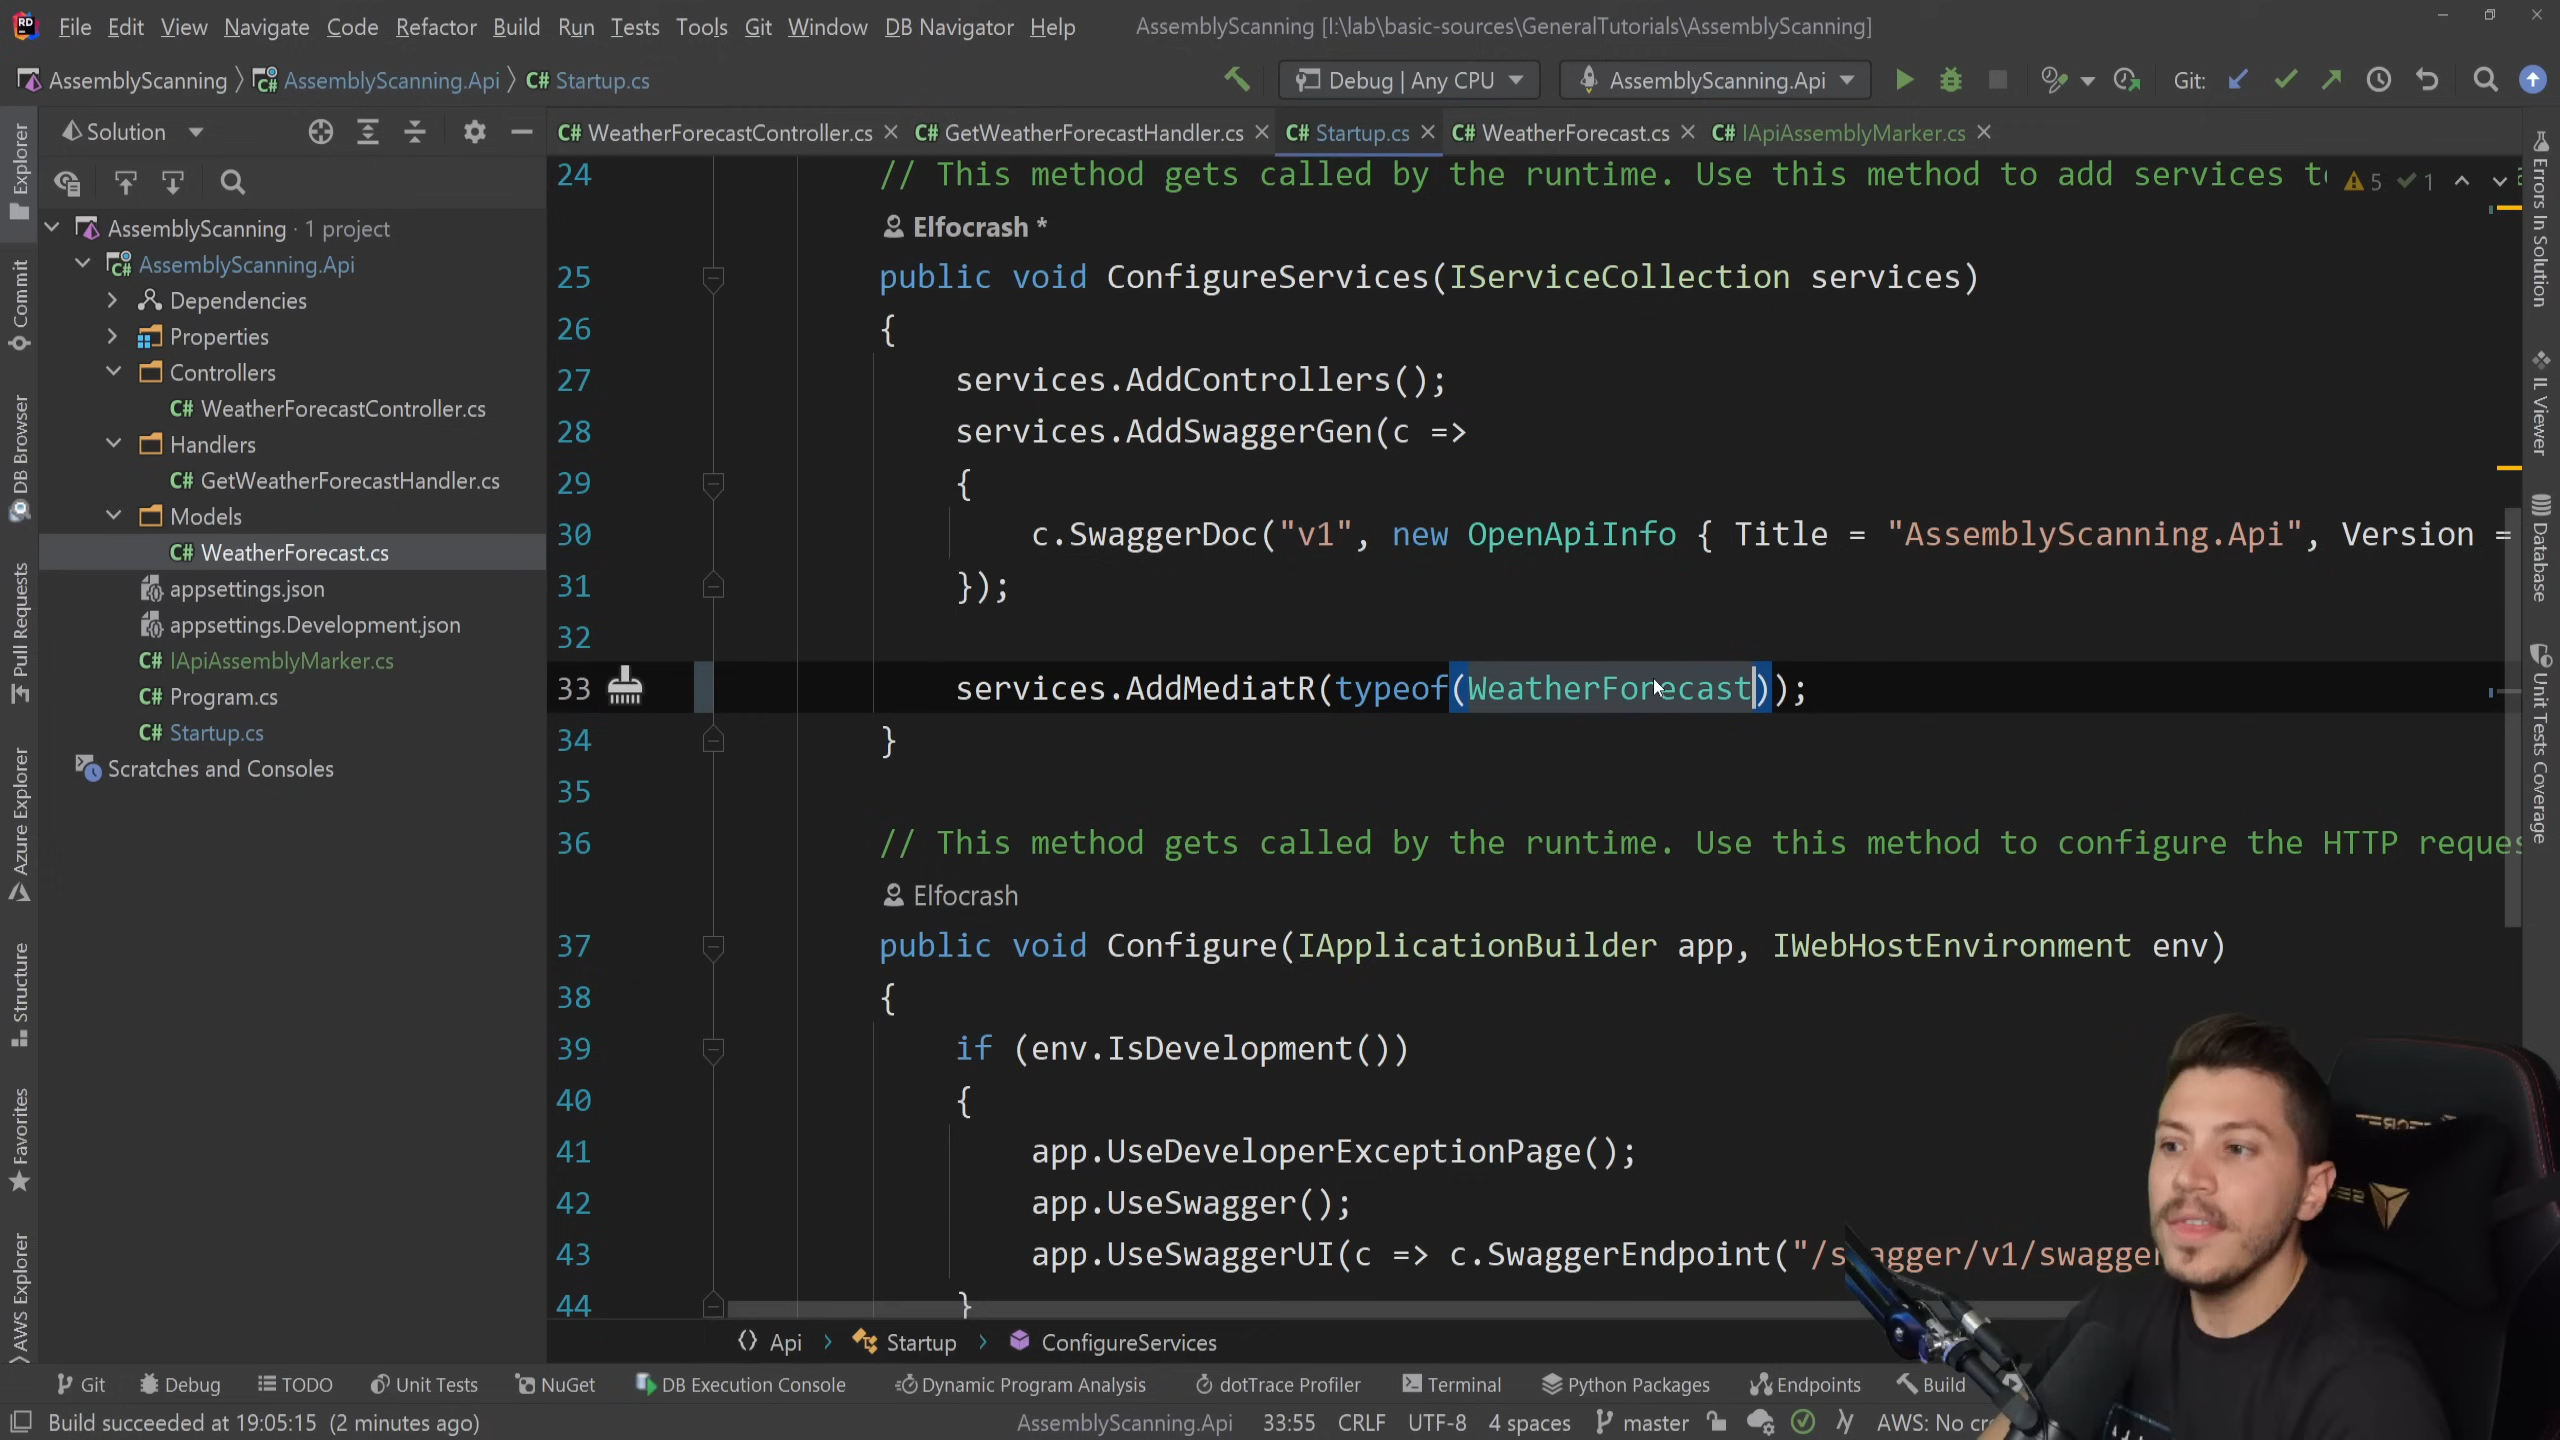 File Edit View Navigate Code Refactor Build Run Tests Tools Git Window DB Navigator Help AssemblyScanning [I:\lab\basic-sources\GeneralTutorials\AssemblyScanning]
AssemblyScanning AssemblyScanning.Api C# Startup.cs Debug | Any CPU AssemblyScanning.Api Git:
Solution
C# WeatherForecastController.cs C# GetWeatherForecastHandler.cs C# Startup.cs C# WeatherForecast.cs C# IApiAssemblyMarker.cs
Explorer
Commit
DB Browser
Pull Requests
Azure Explorer
Structure
Favorites
AWS Explorer
AssemblyScanning · 1 project
AssemblyScanning.Api
Dependencies
Properties
Controllers
C# WeatherForecastController.cs
Handlers
C# GetWeatherForecastHandler.cs
Models
C# WeatherForecast.cs
appsettings.json
appsettings.Development.json
C# IApiAssemblyMarker.cs
C# Program.cs
C# Startup.cs
Scratches and Consoles
24 // This method gets called by the runtime. Use this method to add services 5 1
Elfocrash *
25 public void ConfigureServices(IServiceCollection services)
26 {
27 services.AddControllers();
28 services.AddSwaggerGen(c =>
29 {
30 c.SwaggerDoc("v1", new OpenApiInfo { Title = "AssemblyScanning.Api", Version =
31 });
32
33 services.AddMediatR(typeof(WeatherForecast));
34 }
35
36 // This method gets called by the runtime. Use this method to configure the HTTP reques
Elfocrash
37 public void Configure(IApplicationBuilder app, IWebHostEnvironment env)
38 {
39 if (env.IsDevelopment())
40 {
41 app.UseDeveloperExceptionPage();
42 app.UseSwagger();
43 app.UseSwaggerUI(c => c.SwaggerEndpoint("/swagger/v1/swagger
44 }
Errors In Solution
IL Viewer
Database
Unit Tests Coverage
Api Startup ConfigureServices
Git Debug TODO Unit Tests NuGet DB Execution Console Dynamic Program Analysis dotTrace Profiler Terminal Python Packages Endpoints Build
Build succeeded at 19:05:15 (2 minutes ago) AssemblyScanning.Api 33:55 CRLF UTF-8 4 spaces master AWS: No cr